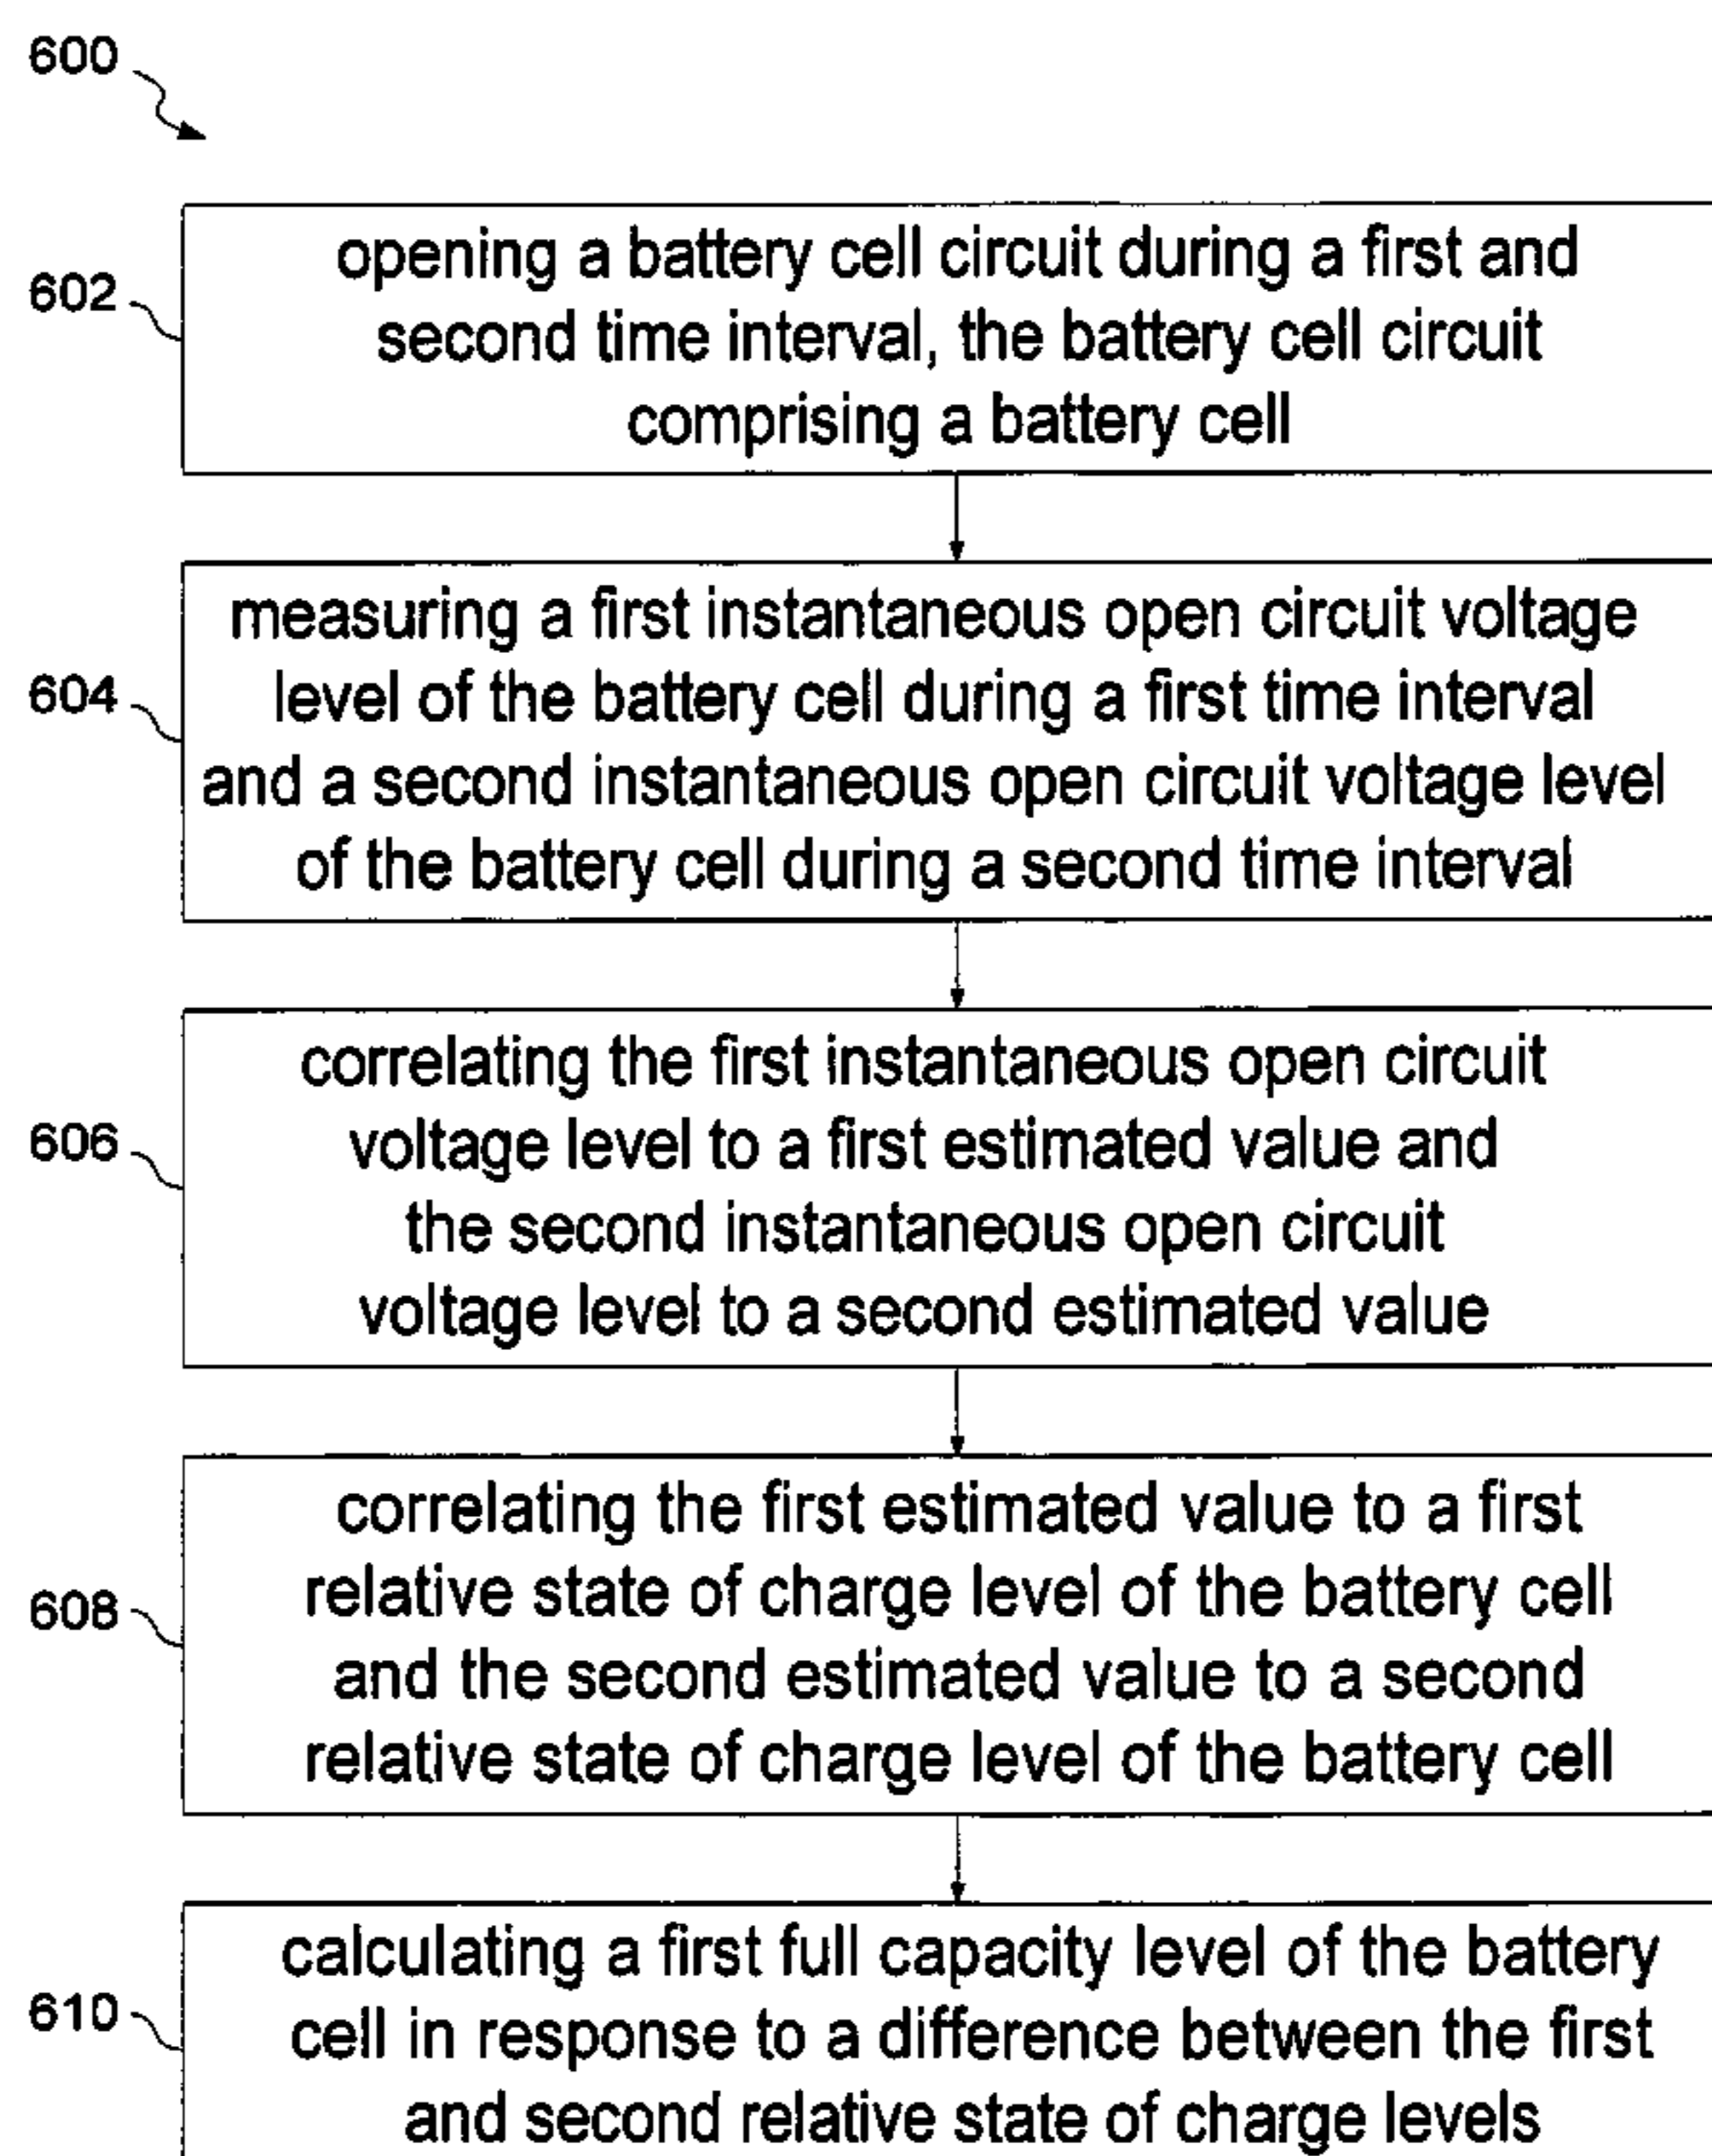 600
602
opening a battery cell circuit during a first and
second time interval, the battery cell circuit
comprising a battery cell
604
measuring a first instantaneous open circuit voltage
level of the battery cell during a first time interval
and a second instantaneous open circuit voltage level
of the battery cell during a second time interval
606
correlating the first instantaneous open circuit
voltage level to a first estimated value and
the second instantaneous open circuit
voltage level to a second estimated value
608
correlating the first estimated value to a first
relative state of charge level of the battery cell
and the second estimated value to a second
relative state of charge level of the battery cell
610
calculating a first full capacity level of the battery
cell in response to a difference between the first
and second relative state of charge levels